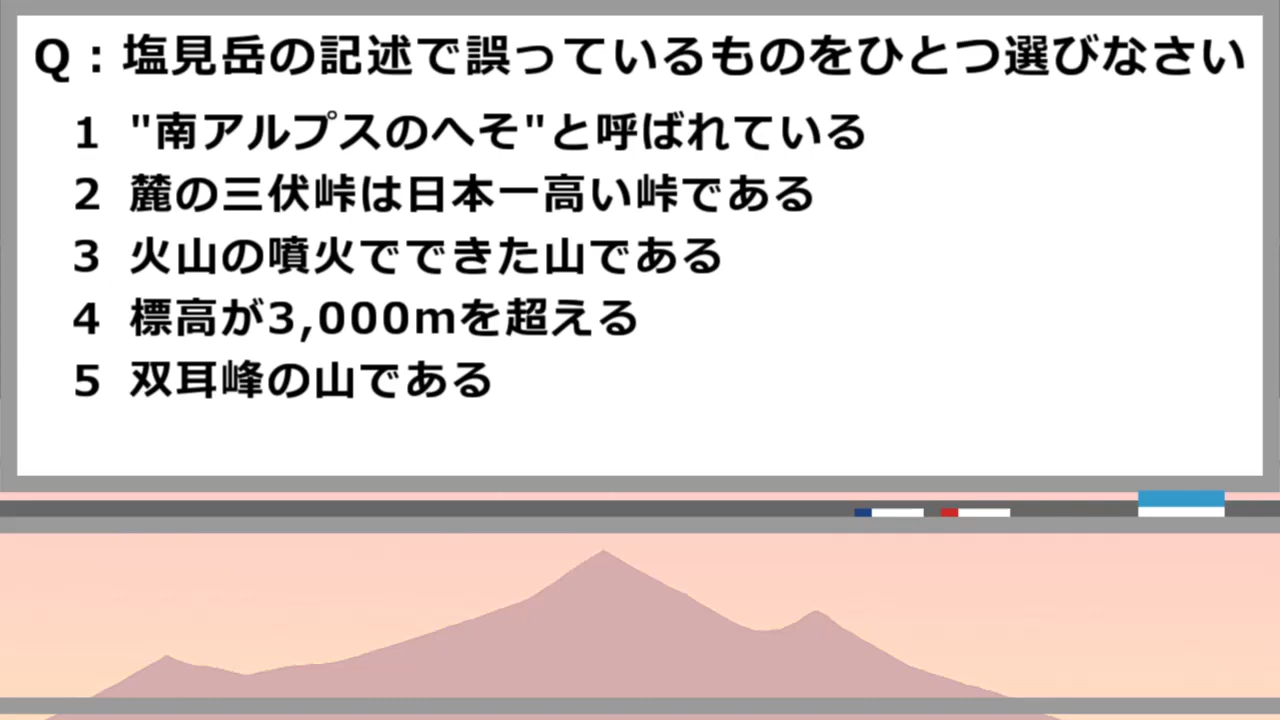 Q：塩見岳の記述で誤っているものをひとつ選びなさい
1 "南アルプスのへそ"と呼ばれている
2 麓の三伏峠は日本一高い峠である
3 火山の噴火でできた山である
4 標高が3,000mを超える
5 双耳峰の山である